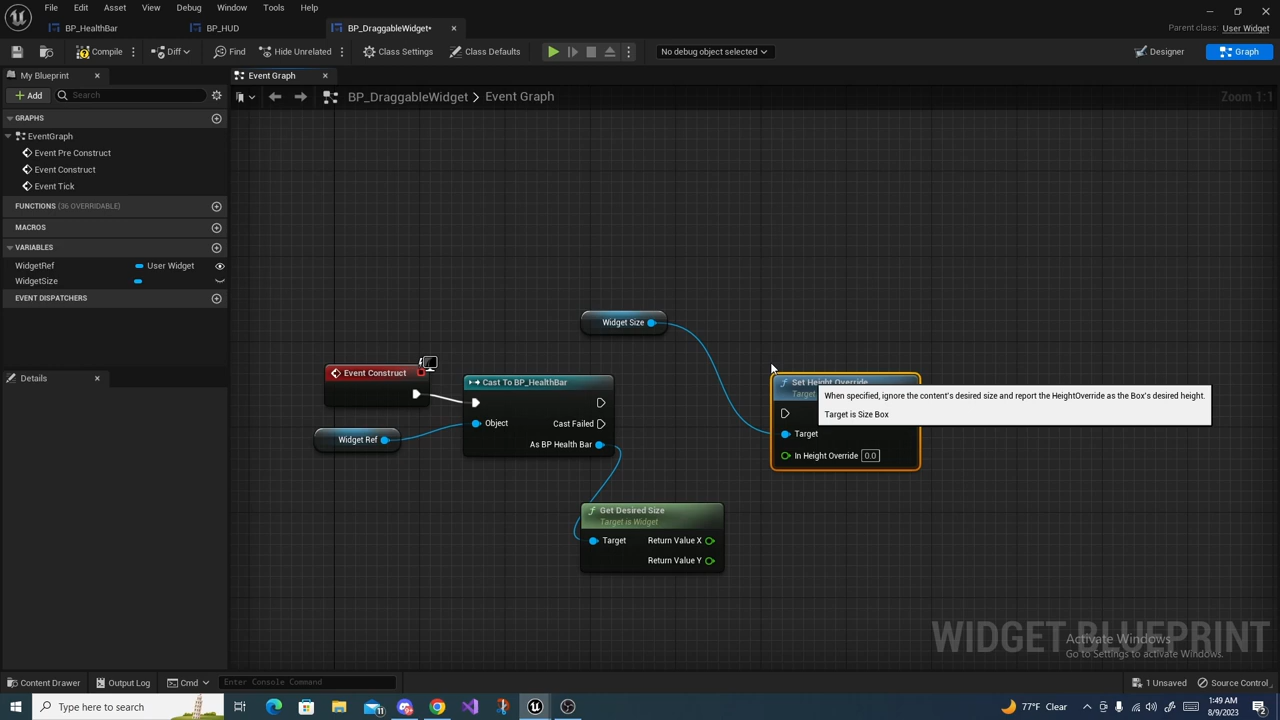 File Edit Asset View Debug Window Tools Help
BP_HealthBar BP_HUD BP_DraggableWidget* Parent class: User Widget
Compile Diff Find Hide Unrelated Class Settings Class Defaults No debug object selected Designer Graph
My Blueprint Event Graph
Add Search BP_DraggableWidget > Event Graph Zoom 1:1
GRAPHS
EventGraph
Event Pre Construct
Event Construct
Event Tick
FUNCTIONS (36 OVERRIDABLE)
MACROS
VARIABLES
WidgetRef User Widget
WidgetSize
EVENT DISPATCHERS
Details
Widget Size
Event Construct
Cast To BP_HealthBar
Object
Cast Failed
As BP Health Bar
Widget Ref
Set Height Override
Target
When specified, ignore the content's desired size and report the HeightOverride as the Box's desired height.
Target is Size Box
Target
In Height Override 0.0
Get Desired Size
Target is Widget
Target Return Value X
Return Value Y
WIDGET BLUEPRINT
Activate Windows
Go to Settings to activate Windows.
Content Drawer Output Log Cmd Enter Console Command 1 Unsaved Source Control
Type here to search 77°F Clear 1:49 AM
8/9/2023